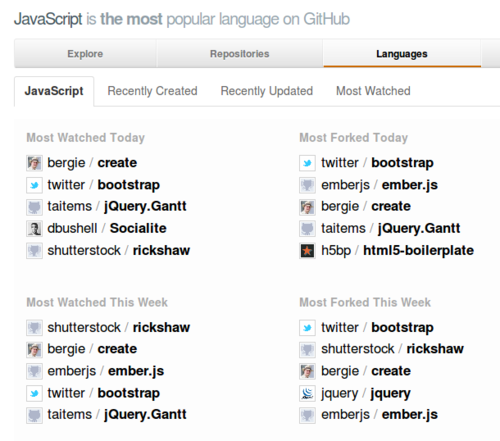 JavaScript is the most popular language on GitHub
Explore Repositories Languages
JavaScript Recently Created Recently Updated Most Watched
Most Watched Today
bergie / create
twitter / bootstrap
taitems / jQuery.Gantt
dbushell / Socialite
shutterstock / rickshaw
Most Forked Today
twitter / bootstrap
emberjs / ember.js
bergie / create
taitems / jQuery.Gantt
h5bp / html5-boilerplate
Most Watched This Week
shutterstock / rickshaw
bergie / create
emberjs / ember.js
twitter / bootstrap
taitems / jQuery.Gantt
Most Forked This Week
twitter / bootstrap
shutterstock / rickshaw
bergie / create
jquery / jquery
emberjs / ember.js